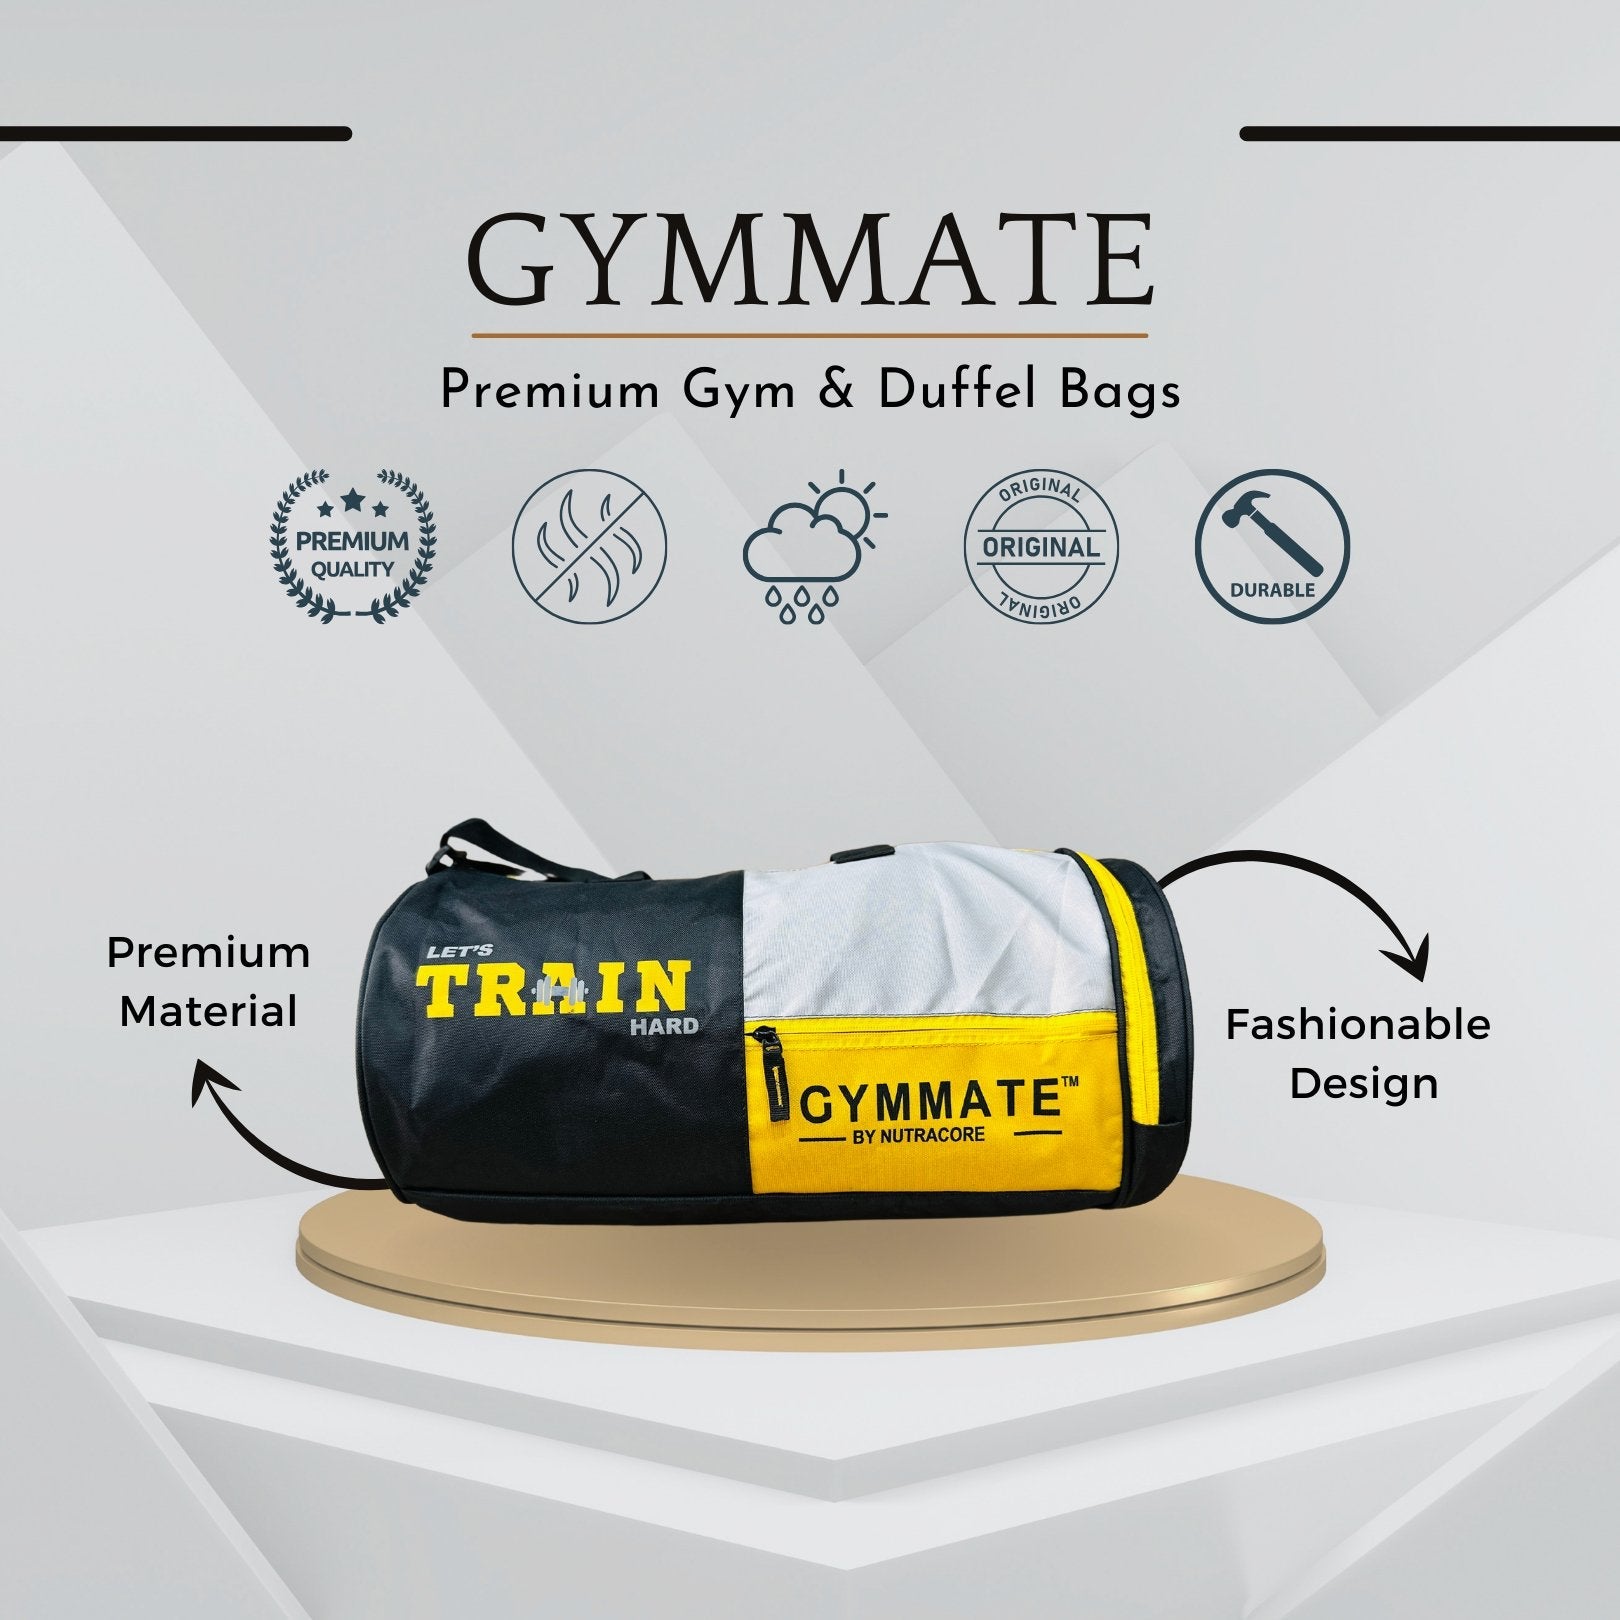 GYMMATE
Premium Gym & Duffel Bags
PREMIUM
QUALITY
ORIGINAL
ORIGINAL
ORIGINAL
DURABLE
Premium
Material
LET'S
TRAIN
HARD
GYMMATE™
BY NUTRACORE
Fashionable
Design